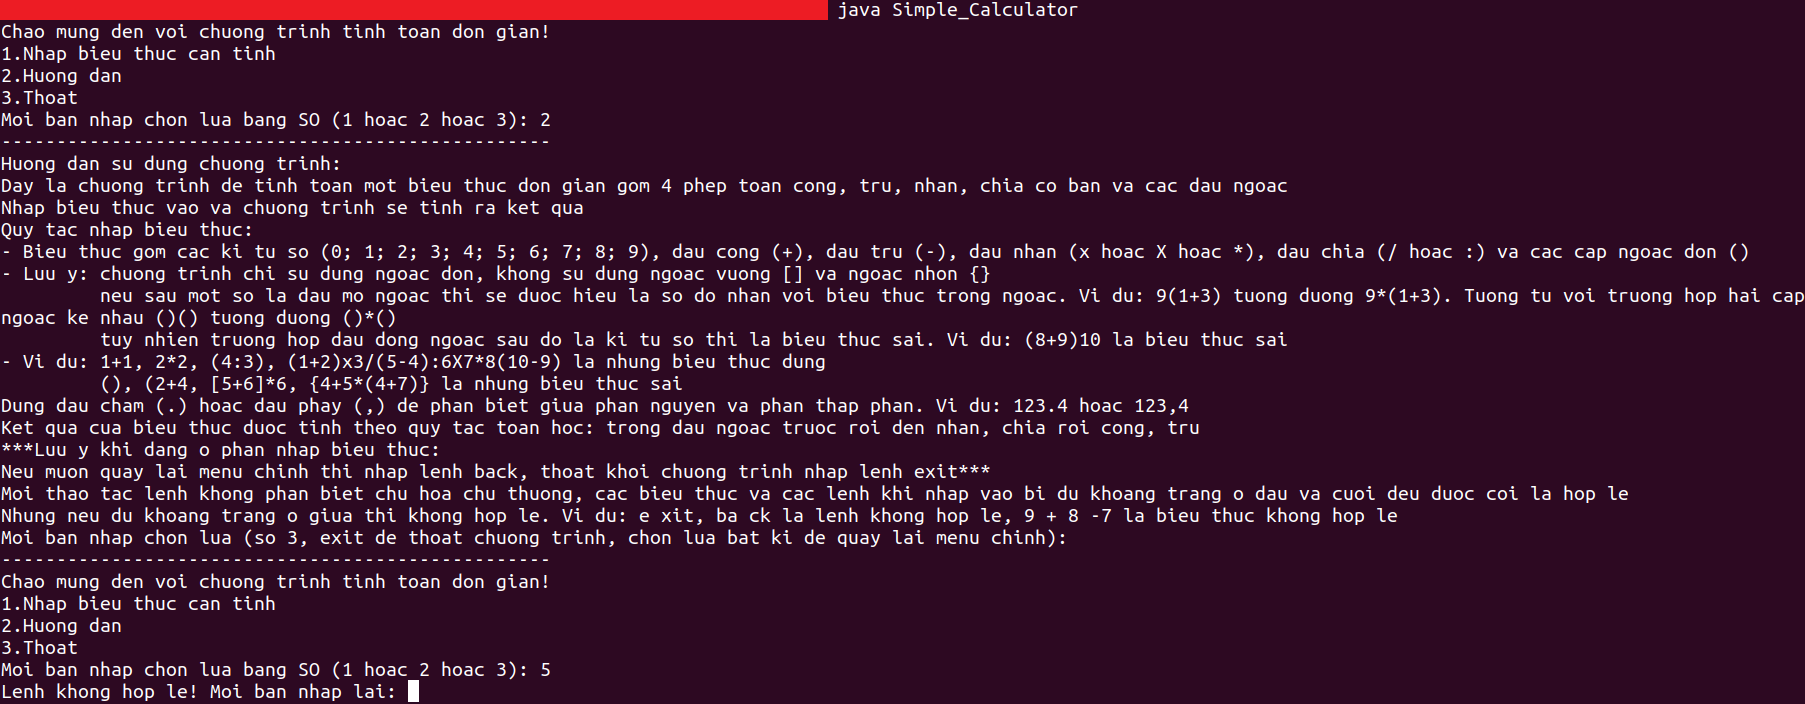 java Simple_Calculator
Chao mung den voi chuong trinh tinh toan don gian!
1.Nhap bieu thuc can tinh
2.Huong dan
3.Thoat
Moi ban nhap chon lua bang SO (1 hoac 2 hoac 3): 2
--------------------------------------------------
Huong dan su dung chuong trinh:
Day la chuong trinh de tinh toan mot bieu thuc don gian gom 4 phep toan cong, tru, nhan, chia co ban va cac dau ngoac
Nhap bieu thuc vao va chuong trinh se tinh ra ket qua
Quy tac nhap bieu thuc:
- Bieu thuc gom cac ki tu so (0; 1; 2; 3; 4; 5; 6; 7; 8; 9), dau cong (+), dau tru (-), dau nhan (x hoac X hoac *), dau chia (/ hoac :) va cac cap ngoac don ()
- Luu y: chuong trinh chi su dung ngoac don, khong su dung ngoac vuong [] va ngoac nhon {}
neu sau mot so la dau mo ngoac thi se duoc hieu la so do nhan voi bieu thuc trong ngoac. Vi du: 9(1+3) tuong duong 9*(1+3). Tuong tu voi truong hop hai cap
ngoac ke nhau ()() tuong duong ()*()
tuy nhien truong hop dau dong ngoac sau do la ki tu so thi la bieu thuc sai. Vi du: (8+9)10 la bieu thuc sai
- Vi du: 1+1, 2*2, (4:3), (1+2)x3/(5-4):6X7*8(10-9) la nhung bieu thuc dung
(), (2+4, [5+6]*6, {4+5*(4+7)} la nhung bieu thuc sai
Dung dau cham (.) hoac dau phay (,) de phan biet giua phan nguyen va phan thap phan. Vi du: 123.4 hoac 123,4
Ket qua cua bieu thuc duoc tinh theo quy tac toan hoc: trong dau ngoac truoc roi den nhan, chia roi cong, tru
***Luu y khi dang o phan nhap bieu thuc:
Neu muon quay lai menu chinh thi nhap lenh back, thoat khoi chuong trinh nhap lenh exit***
Moi thao tac lenh khong phan biet chu hoa chu thuong, cac bieu thuc va cac lenh khi nhap vao bi du khoang trang o dau va cuoi deu duoc coi la hop le
Nhung neu du khoang trang o giua thi khong hop le. Vi du: e xit, ba ck la lenh khong hop le, 9 + 8 -7 la bieu thuc khong hop le
Moi ban nhap chon lua (so 3, exit de thoat chuong trinh, chon lua bat ki de quay lai menu chinh):
--------------------------------------------------
Chao mung den voi chuong trinh tinh toan don gian!
1.Nhap bieu thuc can tinh
2.Huong dan
3.Thoat
Moi ban nhap chon lua bang SO (1 hoac 2 hoac 3): 5
Lenh khong hop le! Moi ban nhap lai: